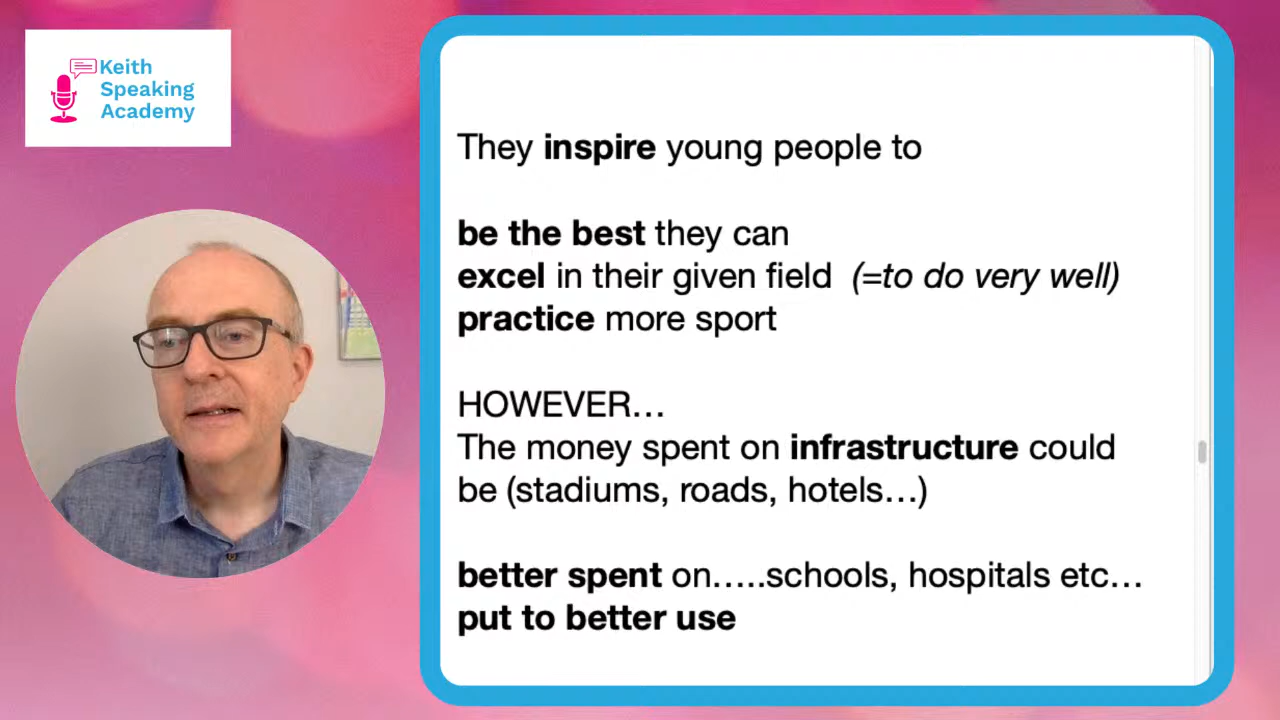 Keith
Speaking
Academy
They inspire young people to
be the best they can
excel in their given field (=to do very well)
practice more sport
HOWEVER…
The money spent on infrastructure could
be (stadiums, roads, hotels…)
better spent on…..schools, hospitals etc…
put to better use